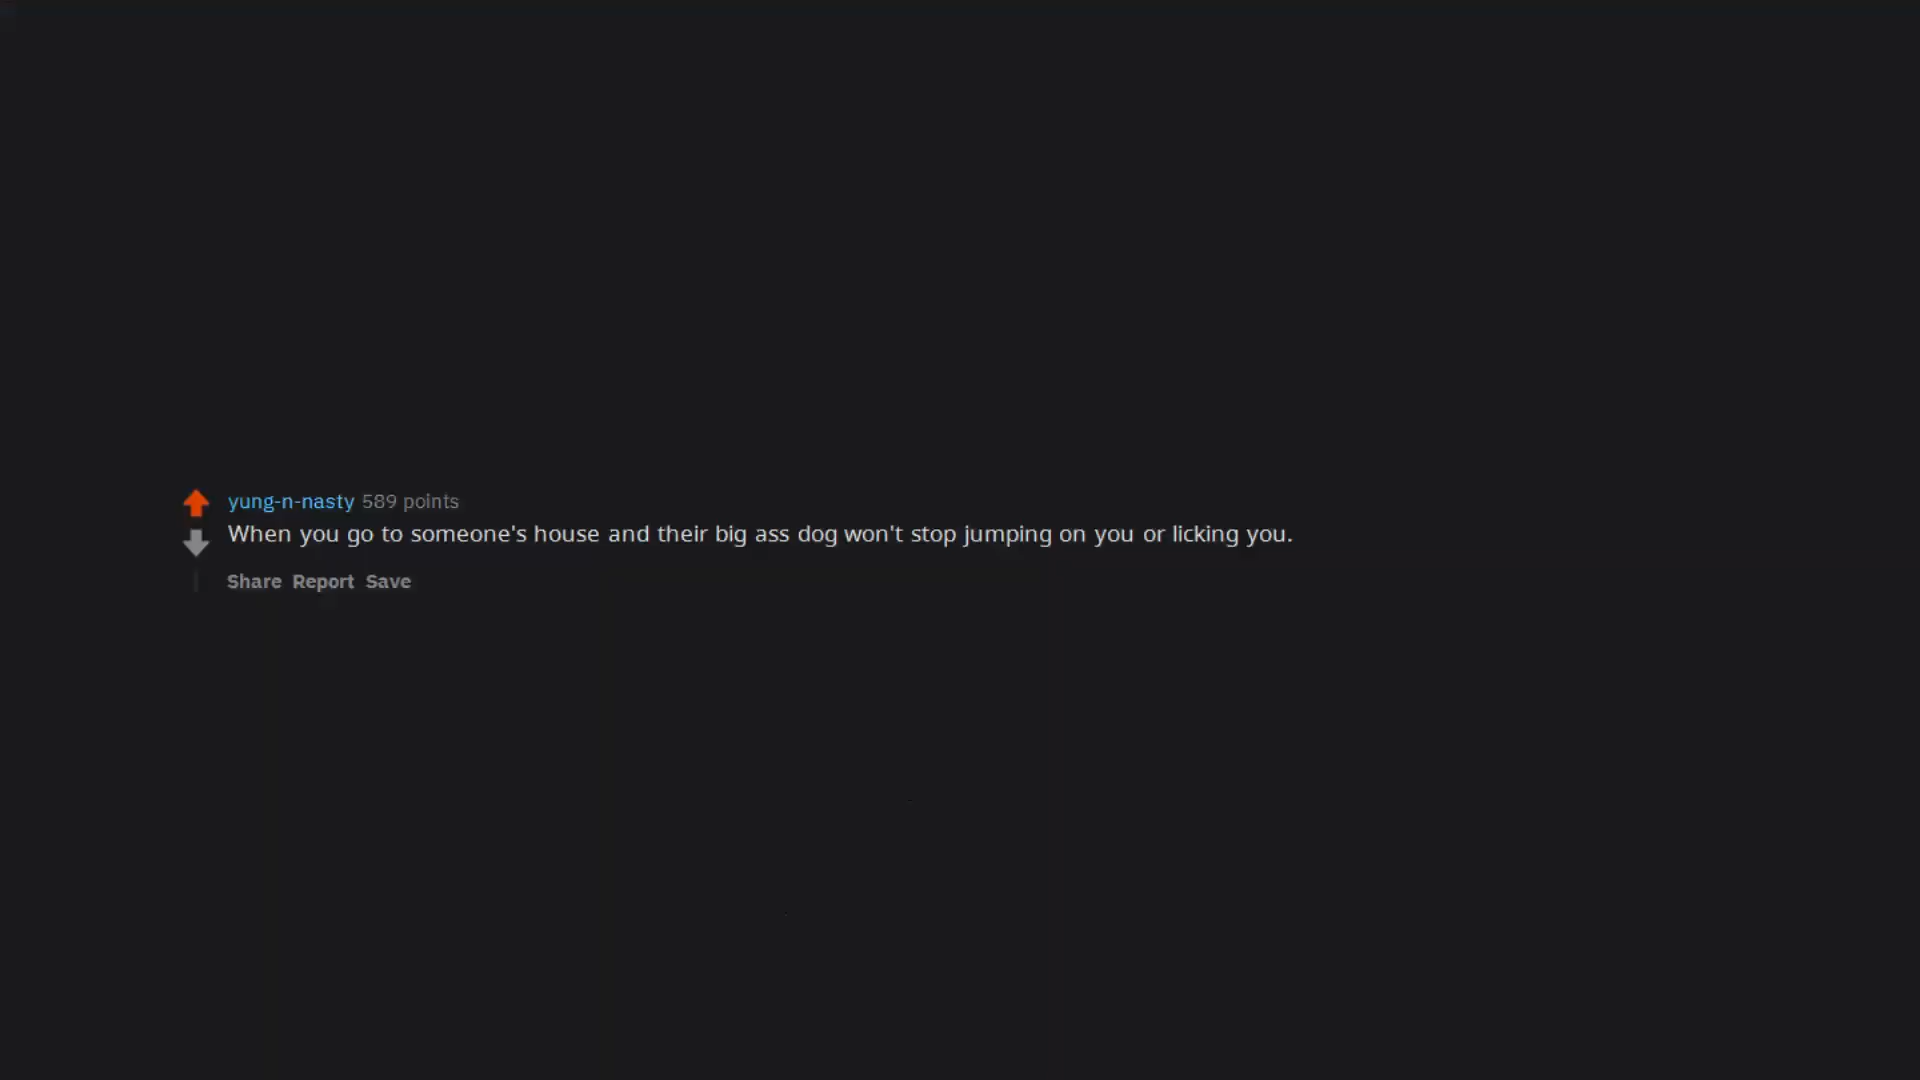 yung-n-nasty 589 points
When you go to someone's house and their big ass dog won't stop jumping on you or licking you.
Share Report Save